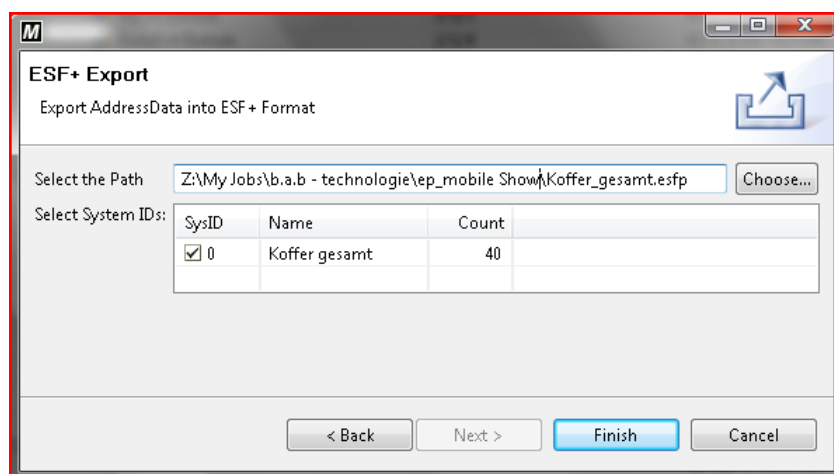 M
ESF+ Export
Export AddressData into ESF+ Format
Select the Path Z:\My Jobs\b.a.b - technologie\ep_mobile Show\Koffer_gesamt.esfp Choose...
Select System IDs: SysID Name Count
0 Koffer gesamt 40
< Back Next > Finish Cancel